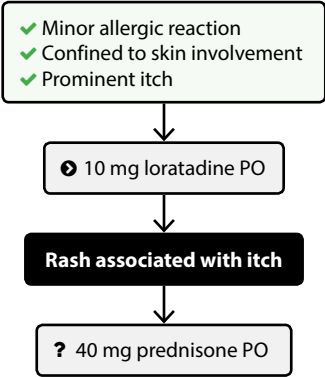 ✔ Minor allergic reaction
✔ Confined to skin involvement
✔ Prominent itch
10 mg loratadine PO
Rash associated with itch
? 40 mg prednisone PO